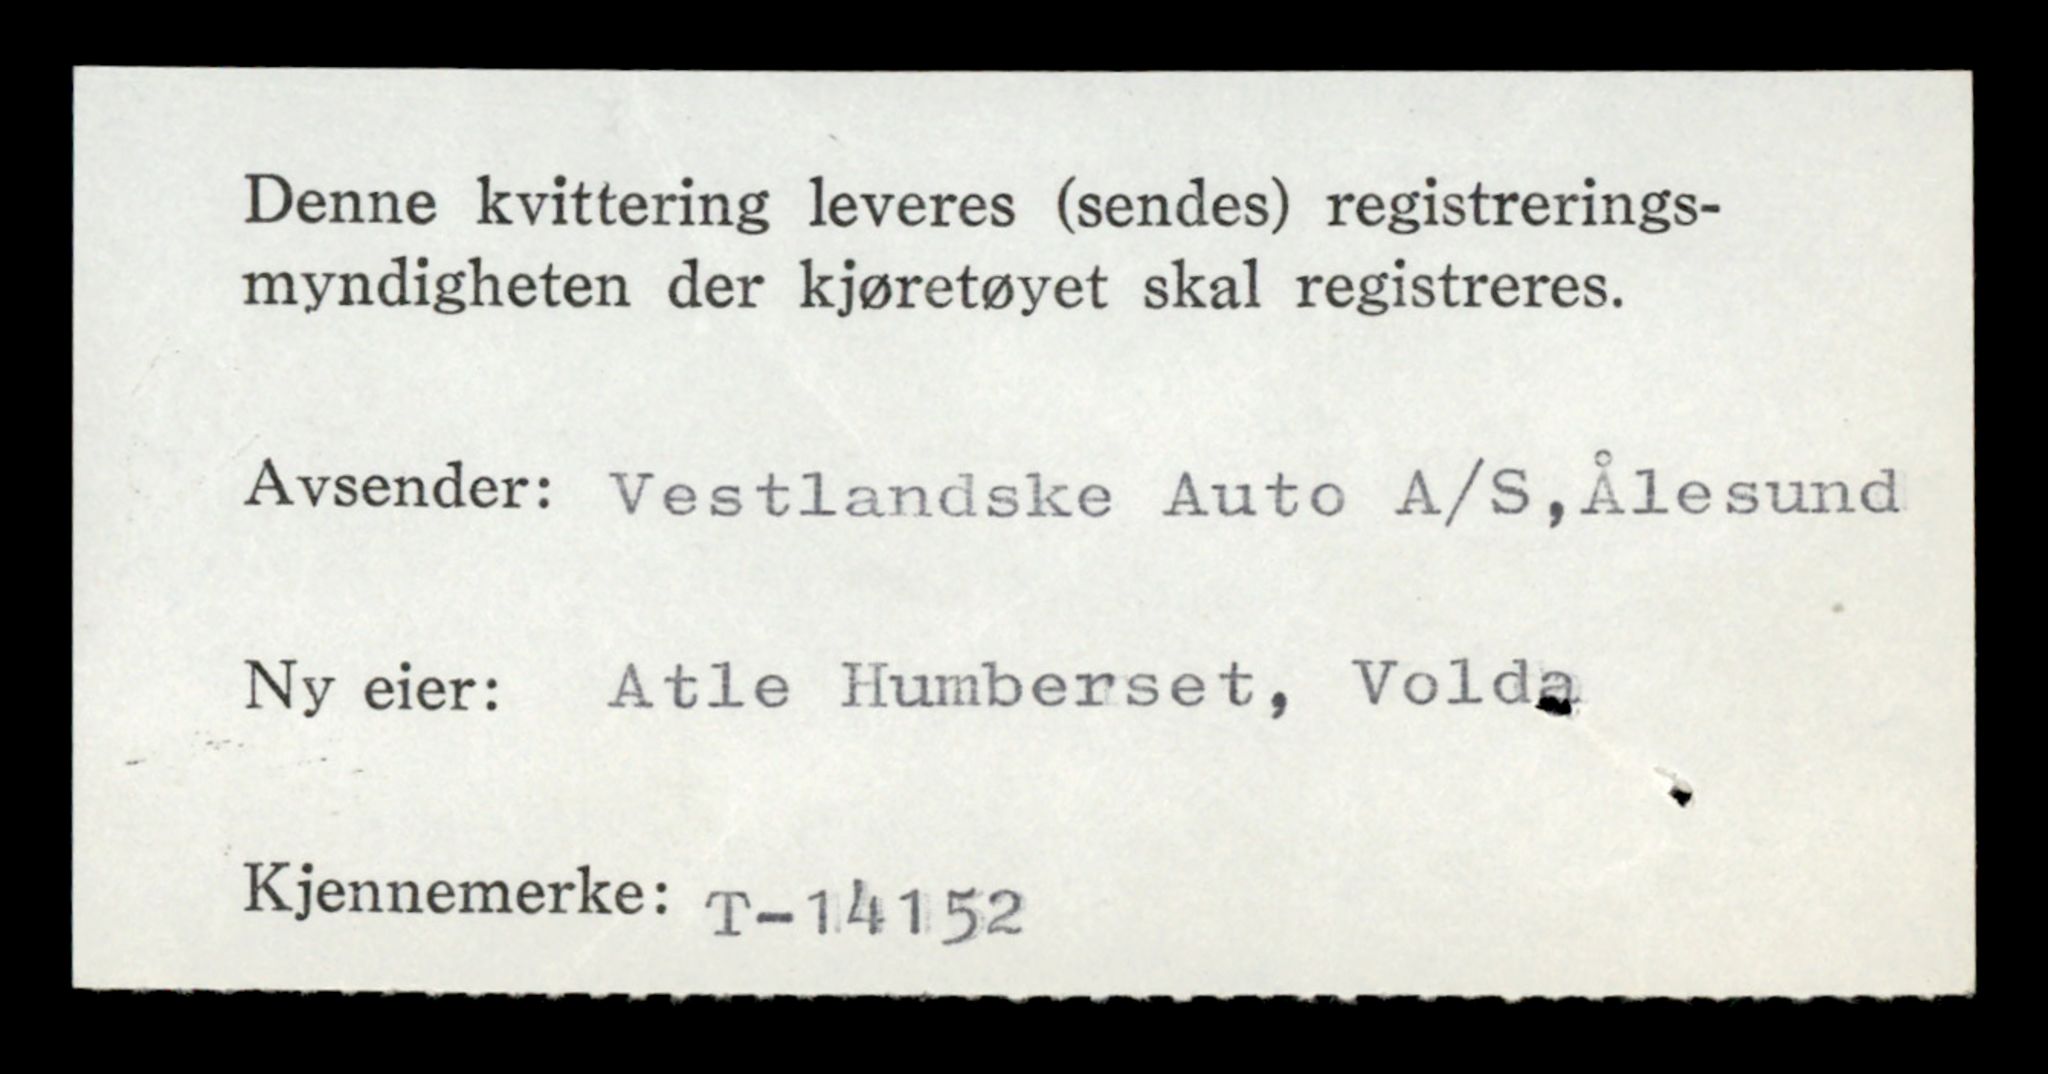 Denne kvittering leveres (sendes) registrerings-
myndigheten der kjøretøyet skal registreres.
Avsender: Vestlandske Auto A/S,Ålesund
Ny eier: Atle Humberset, Volda
Kjennemerke: T-14152